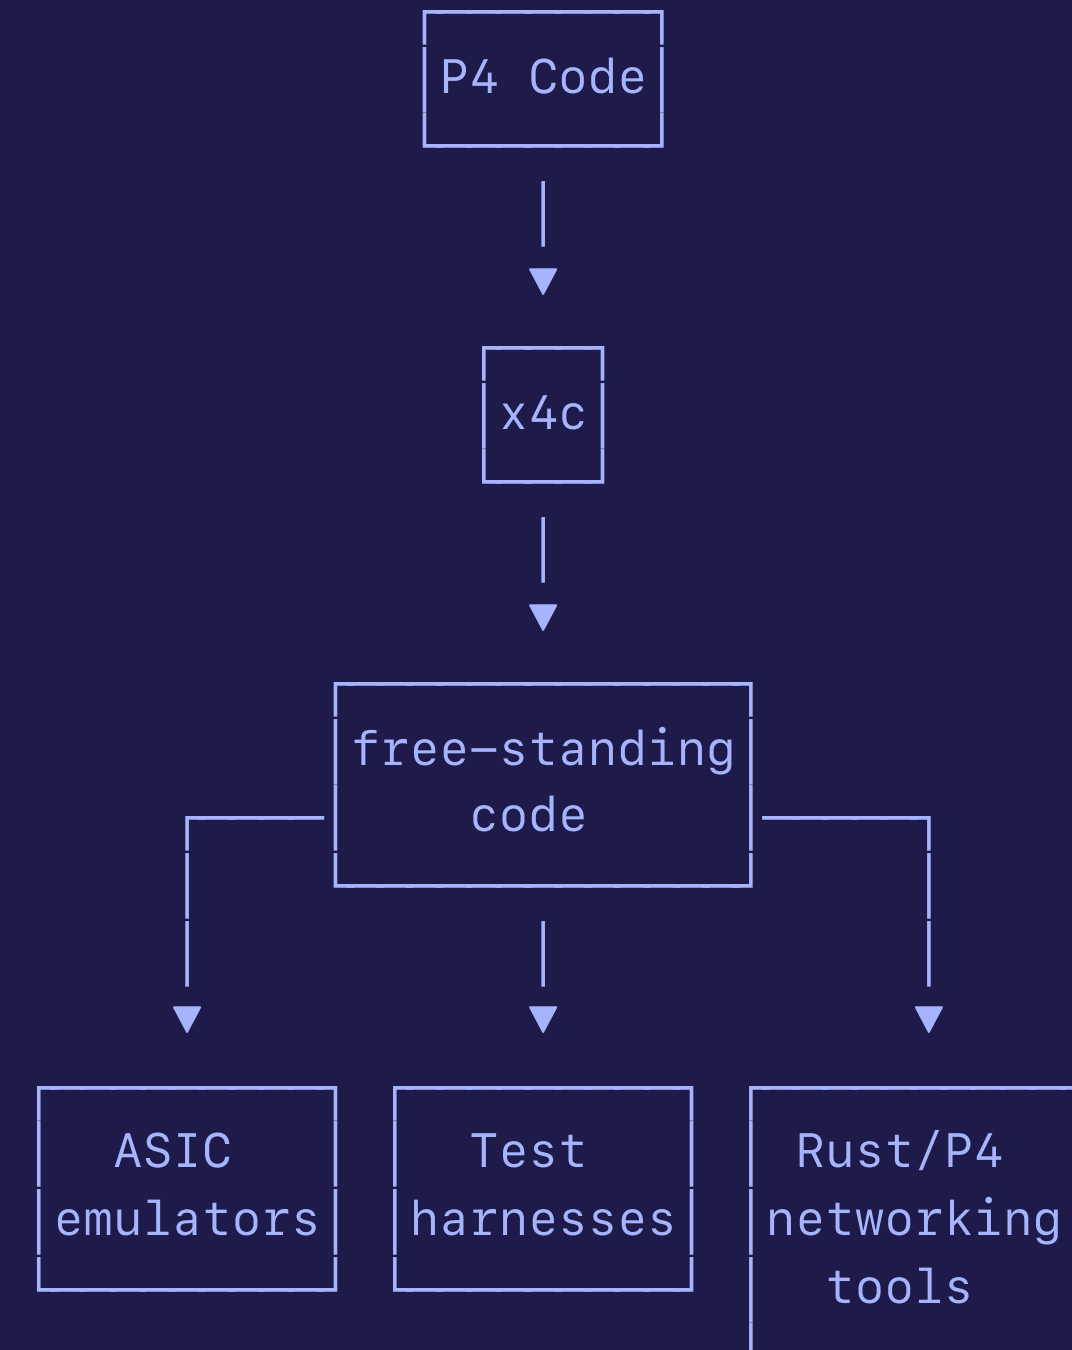 P4 Code
x4c
free-standing
code
ASIC
emulators
Test
harnesses
Rust/P4
networking
tools